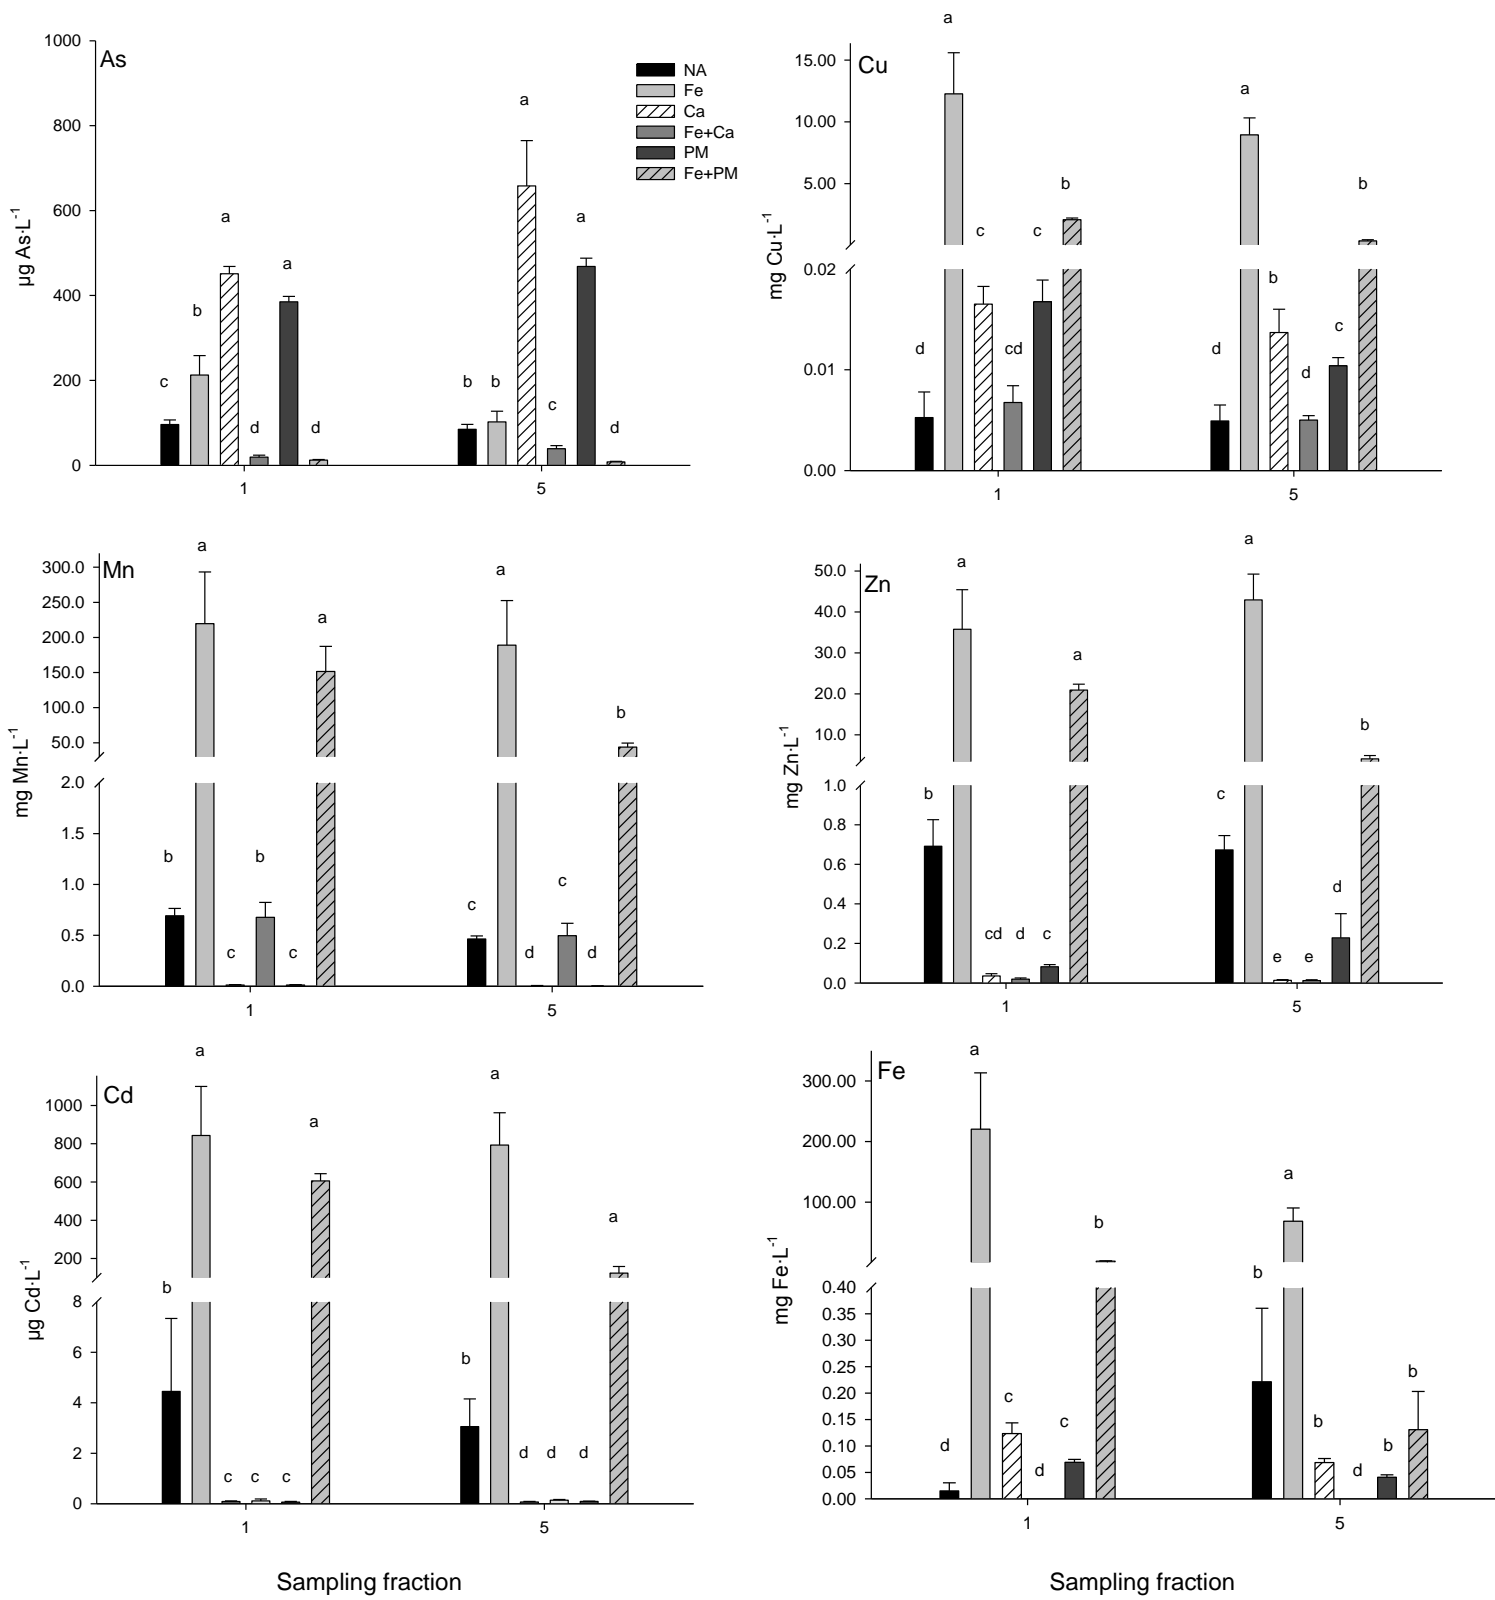 As
1000
800
600
400
200
0
µg As·L-1
NA
Fe
Ca
Fe+Ca
PM
Fe+PM
c b a d a d
b b a c a d
1 5
Cu
15.00
10.00
5.00
0.02
0.01
0.00
mg Cu·L-1
d a c cd c b
d a b d c b
1 5
Mn
300.0
250.0
200.0
150.0
100.0
50.0
2.0
1.5
1.0
0.5
0.0
mg Mn·L-1
b a c b c a
c a d c d b
1 5
Zn
50.0
40.0
30.0
20.0
10.0
1.0
0.8
0.6
0.4
0.2
0.0
mg Zn·L-1
b a cd d c a
c a e e d b
1 5
Cd
1000
800
600
400
200
8
6
4
2
0
µg Cd·L-1
b a c c c a
b a d d d a
1 5
Sampling fraction
Fe
300.00
200.00
100.00
0.40
0.35
0.30
0.25
0.20
0.15
0.10
0.05
0.00
mg Fe·L-1
d a c d c b
b a b d b b
1 5
Sampling fraction